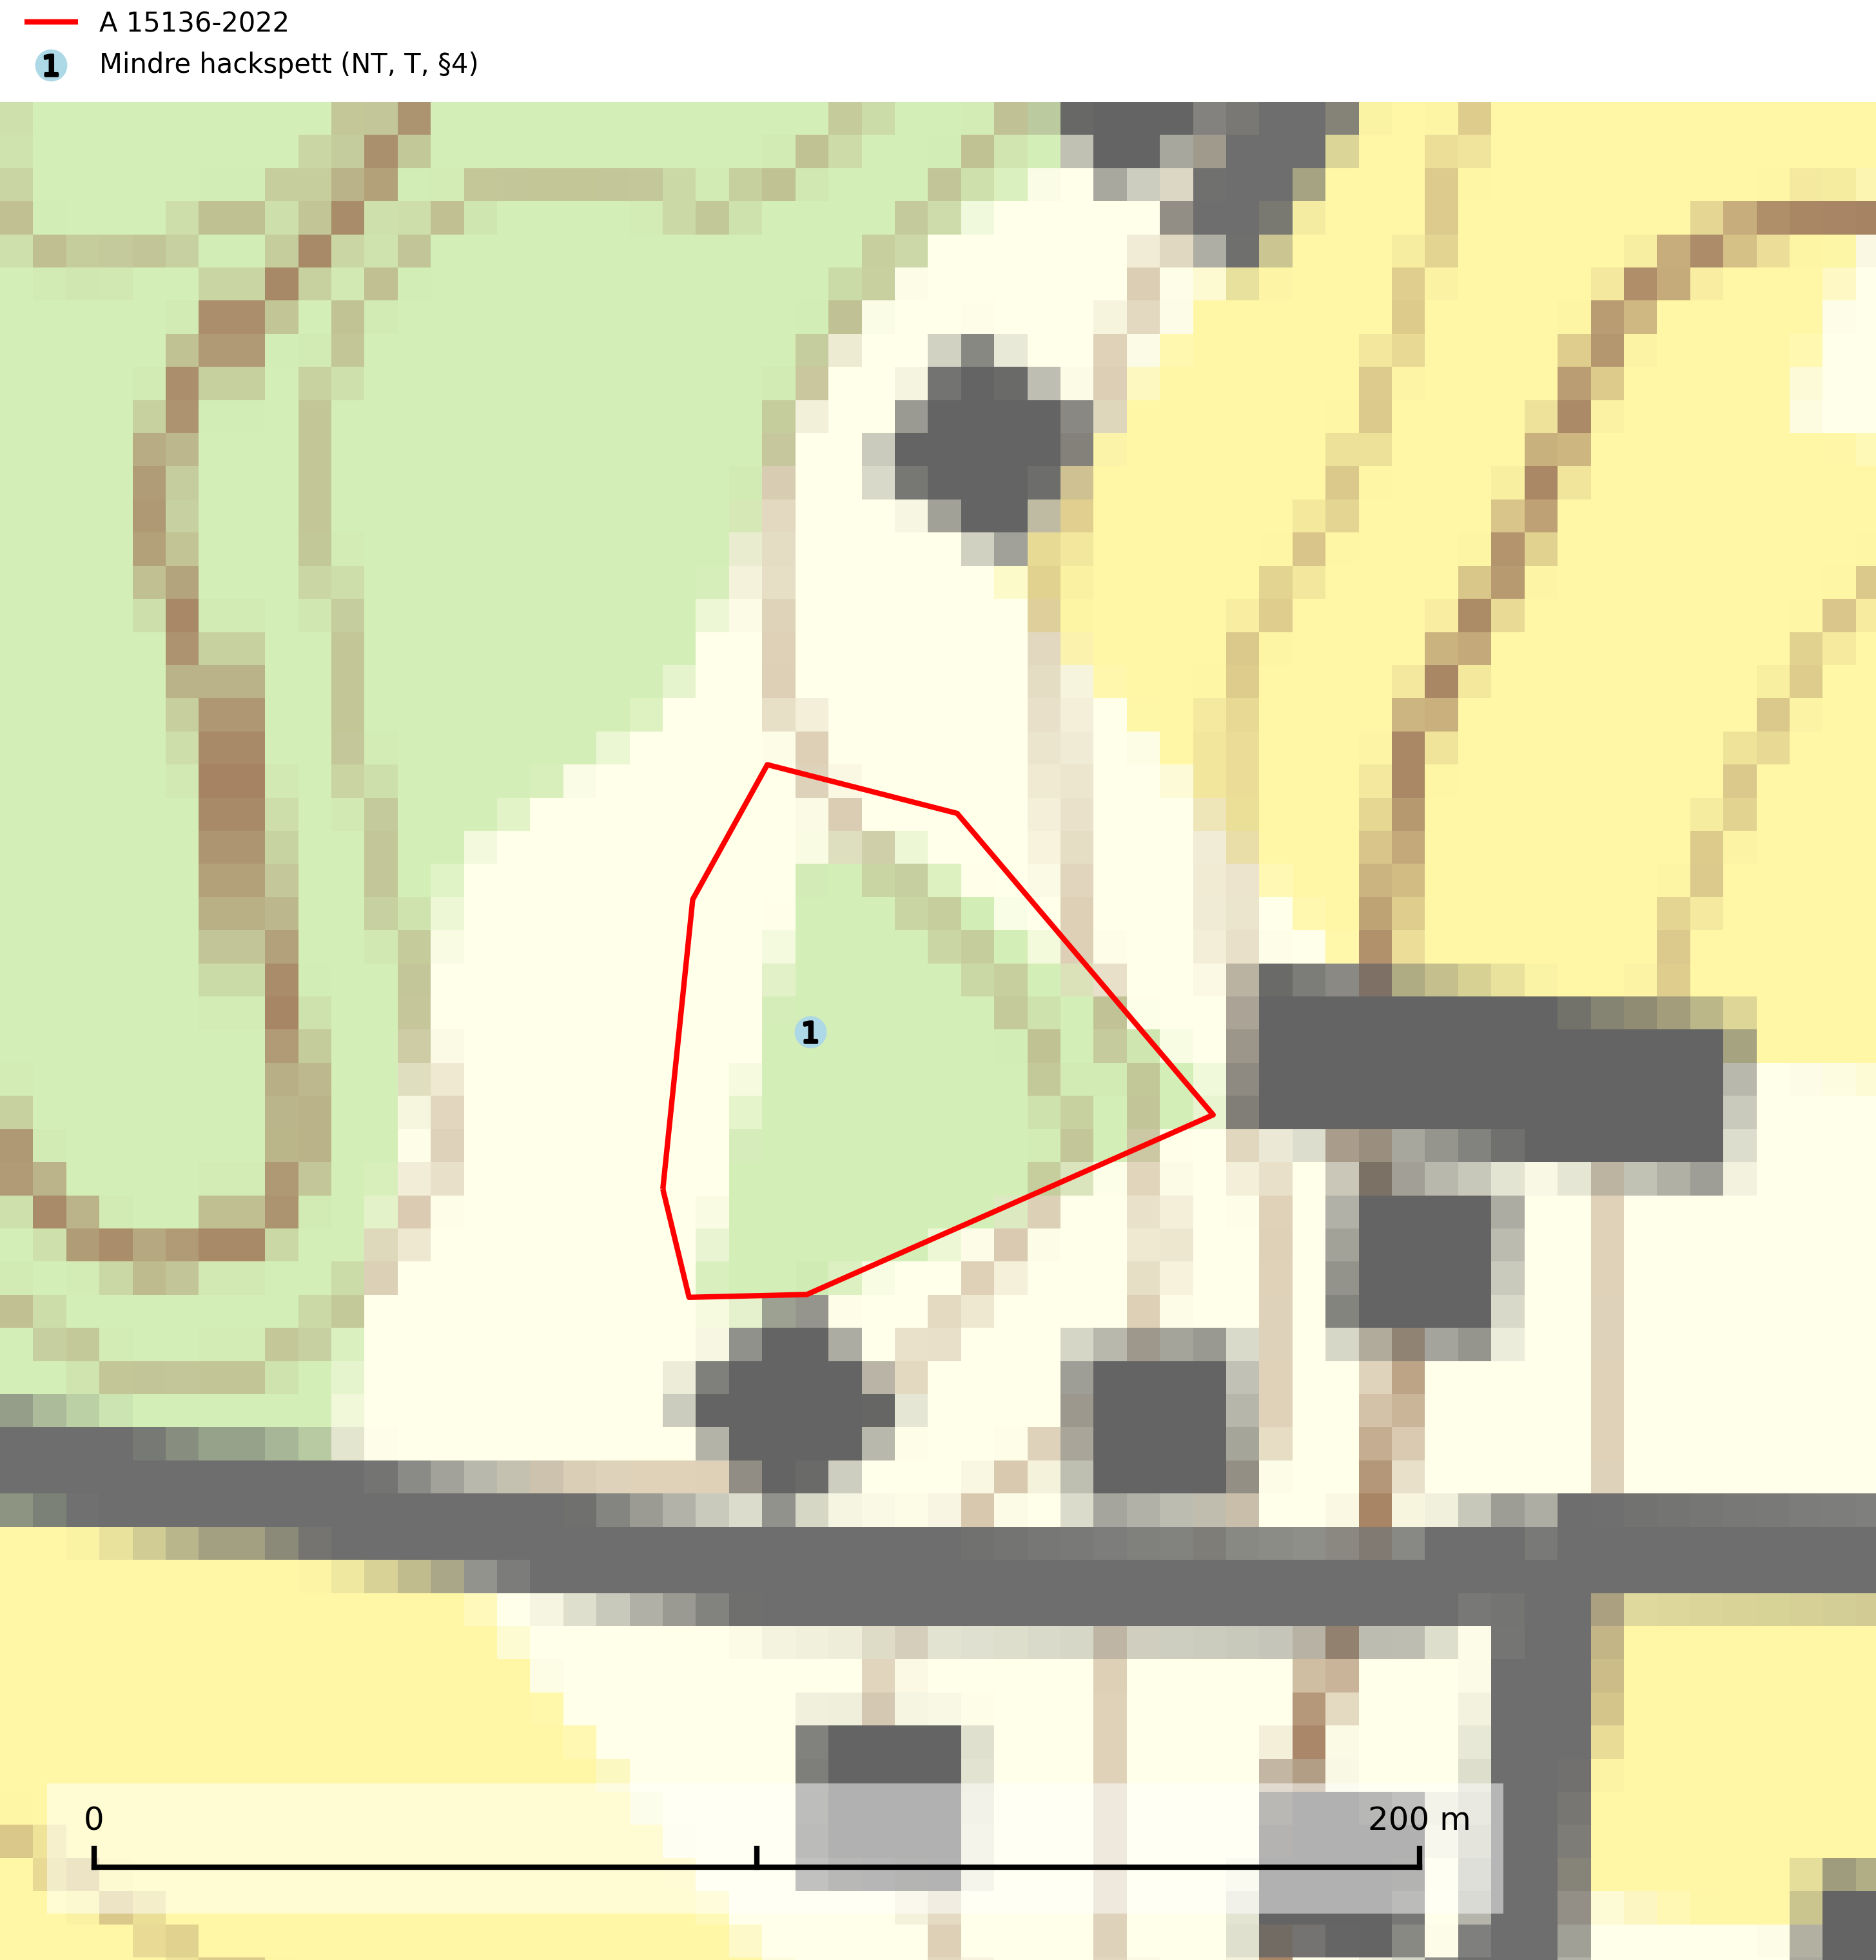 A 15136-2022
1 Mindre hackspett (NT, T, §4)
1
0 200 m